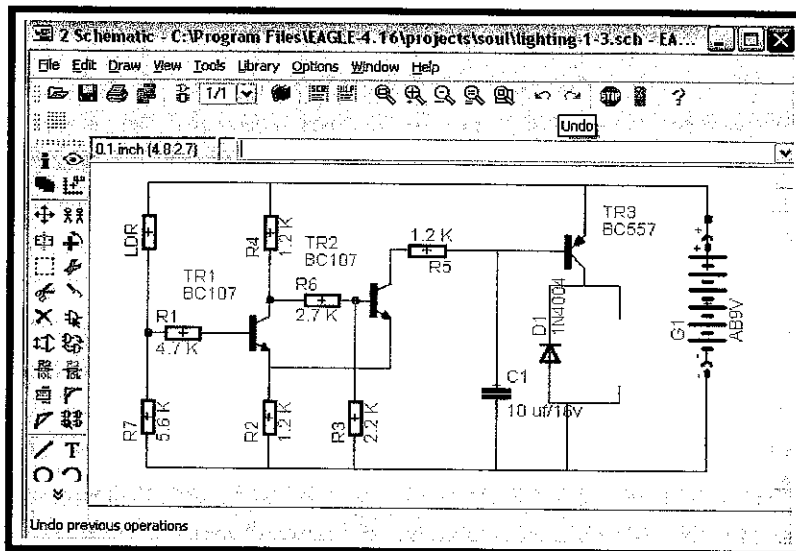 2 Schematic - C:\Program Files\EAGLE-4.16\projects\soul\lighting-1-3.sch - EA...
File Edit Draw View Tools Library Options Window Help
1/1
STOP
?
Undo
0.1 inch (4.8 2.7)
LDR
R4
1.2 K
TR2
BC107
1.2 K
R5
TR3
BC557
TR1
BC107
R6
2.7 K
R1
4.7 K
D1
1N4004
G1
AB9V
C1
10 uf/16v
R7
5.6 K
R2
1.2 K
R3
2.2 K
T
Undo previous operations